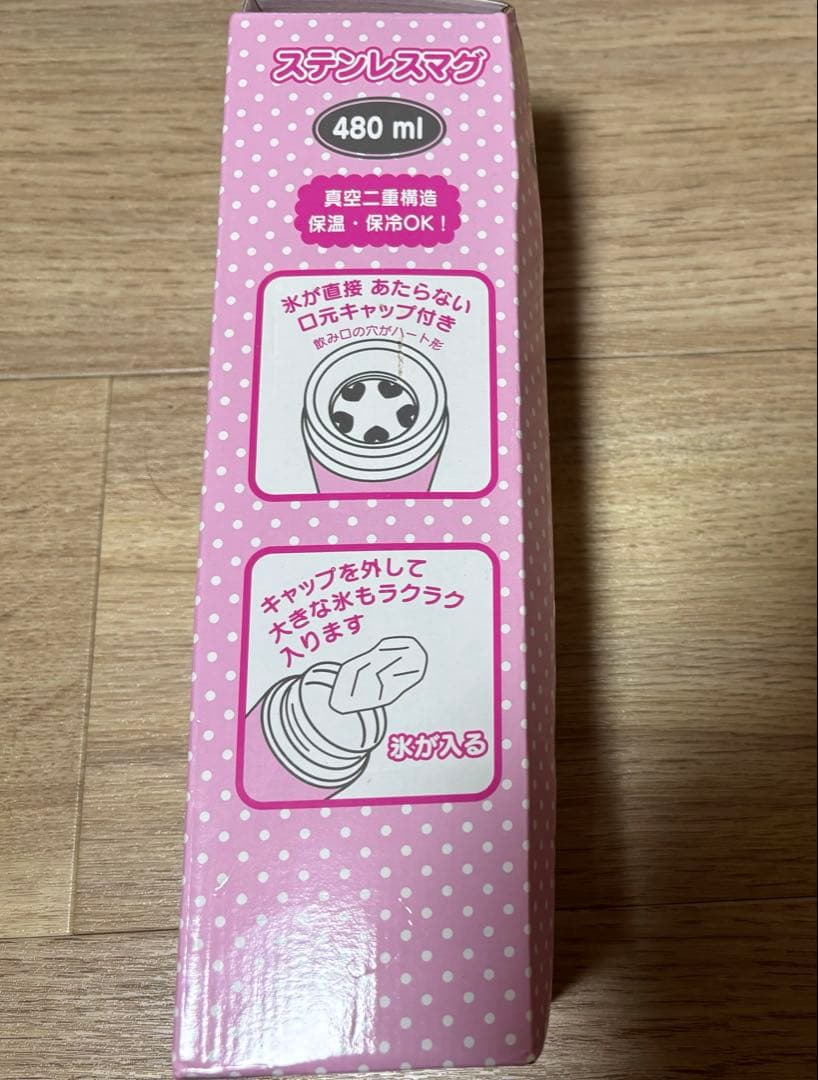 ステンレスマグ
480 ml
真空二重構造
保温・保冷OK!
氷が直接 あたらない
口元キャップ付き
飲み口の穴がハート形
キャップを外して
大きな氷もラクラク
入ります
氷が入る